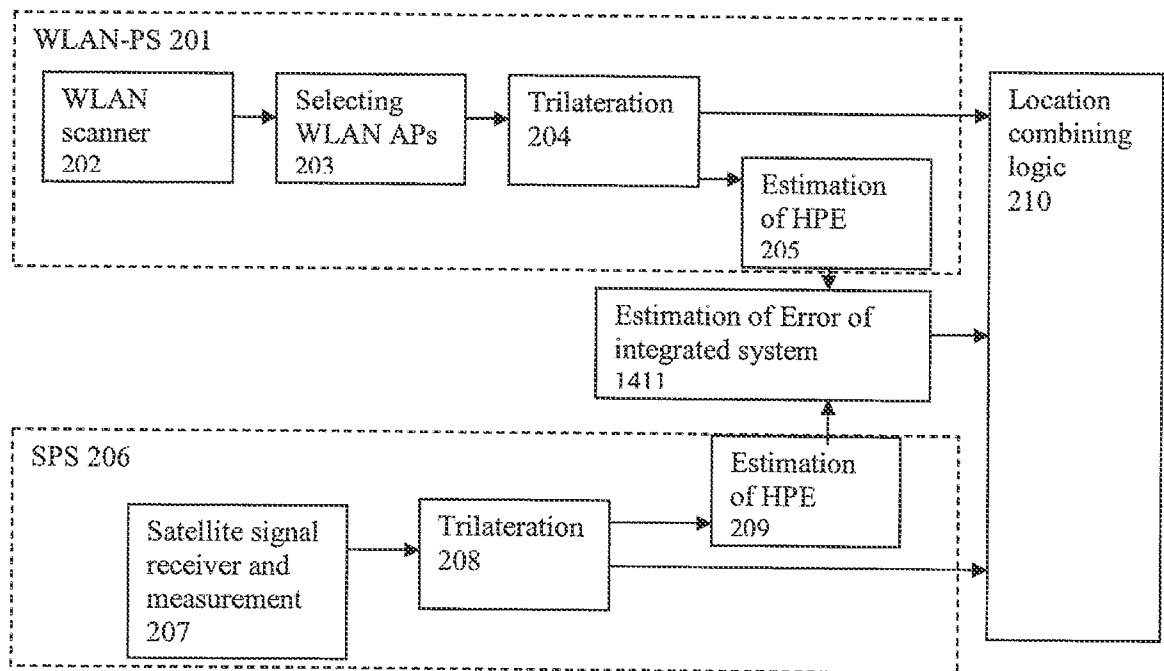 WLAN-PS 201
WLAN
scanner
202
Selecting
WLAN APs
203
Trilateration
204
Estimation
of HPE
205
Location
combining
logic
210
Estimation of Error of
integrated system
1411
SPS 206
Satellite signal
receiver and
measurement
207
Trilateration
208
Estimation
of HPE
209